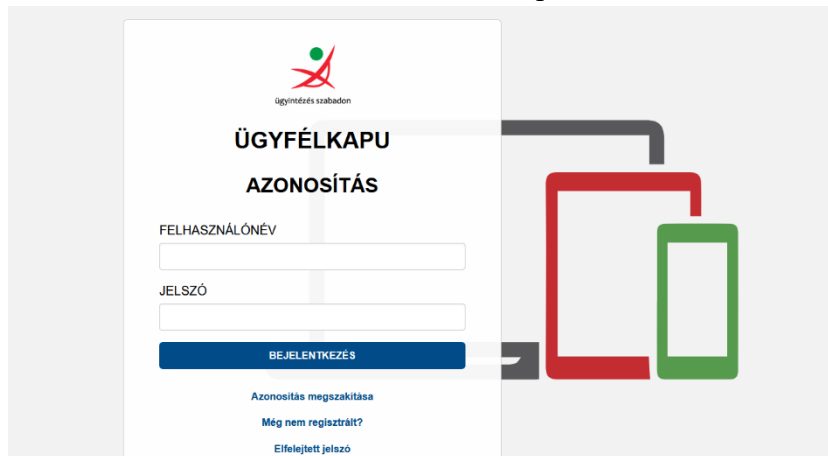 ügyintézés szabadon
ÜGYFÉLKAPU
AZONOSÍTÁS
FELHASZNÁLÓNÉV
JELSZÓ
BEJELENTKEZÉS
Azonosítás megszakítása
Még nem regisztrált?
Elfelejtett jelszó